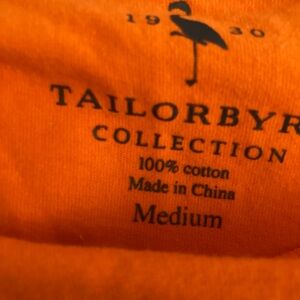 19 30
TAILORBYR
COLLECTION
100% cotton
Made in China
Medium